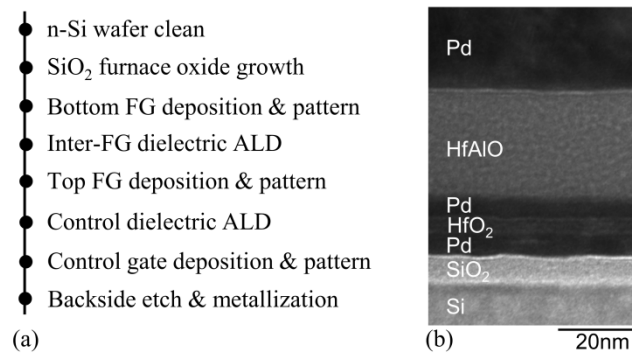 n-Si wafer clean
SiO₂ furnace oxide growth
Bottom FG deposition & pattern
Inter-FG dielectric ALD
Top FG deposition & pattern
Control dielectric ALD
Control gate deposition & pattern
Backside etch & metallization
(a)
Pd
HfAlO
Pd
HfO₂
Pd
SiO₂
Si
(b)
20nm